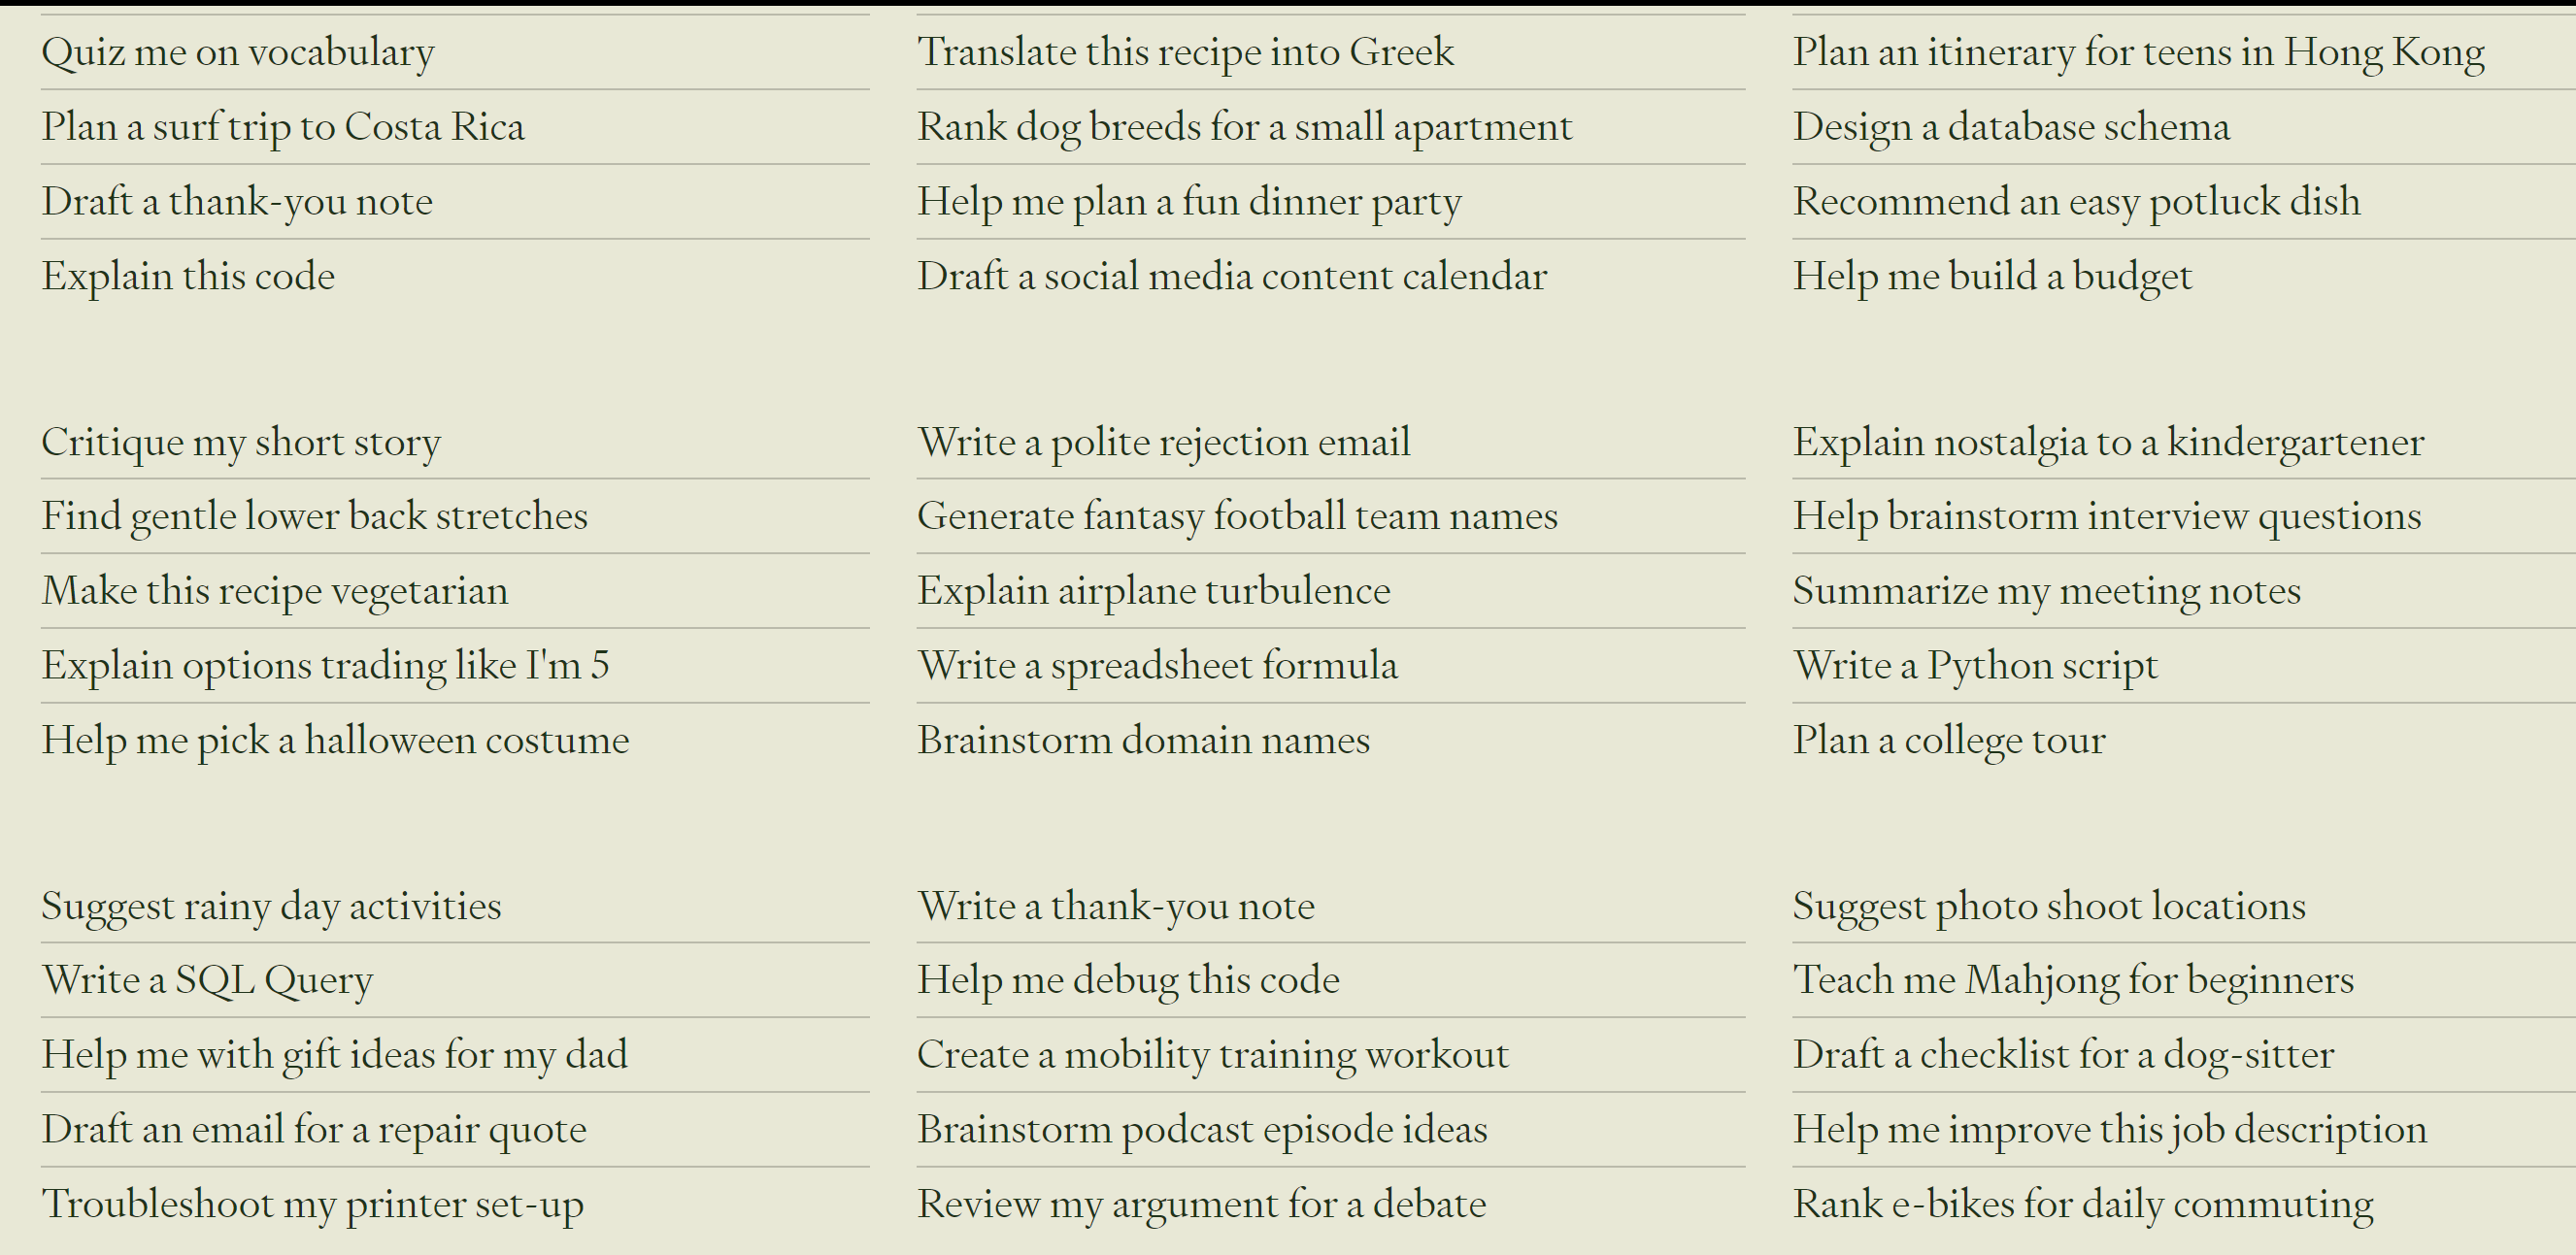 Quiz me on vocabulary
Plan a surf trip to Costa Rica
Draft a thank-you note
Explain this code
Translate this recipe into Greek
Rank dog breeds for a small apartment
Help me plan a fun dinner party
Draft a social media content calendar
Plan an itinerary for teens in Hong Kong
Design a database schema
Recommend an easy potluck dish
Help me build a budget
Critique my short story
Find gentle lower back stretches
Make this recipe vegetarian
Explain options trading like I'm 5
Help me pick a halloween costume
Write a polite rejection email
Generate fantasy football team names
Explain airplane turbulence
Write a spreadsheet formula
Brainstorm domain names
Explain nostalgia to a kindergartener
Help brainstorm interview questions
Summarize my meeting notes
Write a Python script
Plan a college tour
Suggest rainy day activities
Write a SQL Query
Help me with gift ideas for my dad
Draft an email for a repair quote
Troubleshoot my printer set-up
Write a thank-you note
Help me debug this code
Create a mobility training workout
Brainstorm podcast episode ideas
Review my argument for a debate
Suggest photo shoot locations
Teach me Mahjong for beginners
Draft a checklist for a dog-sitter
Help me improve this job description
Rank e-bikes for daily commuting